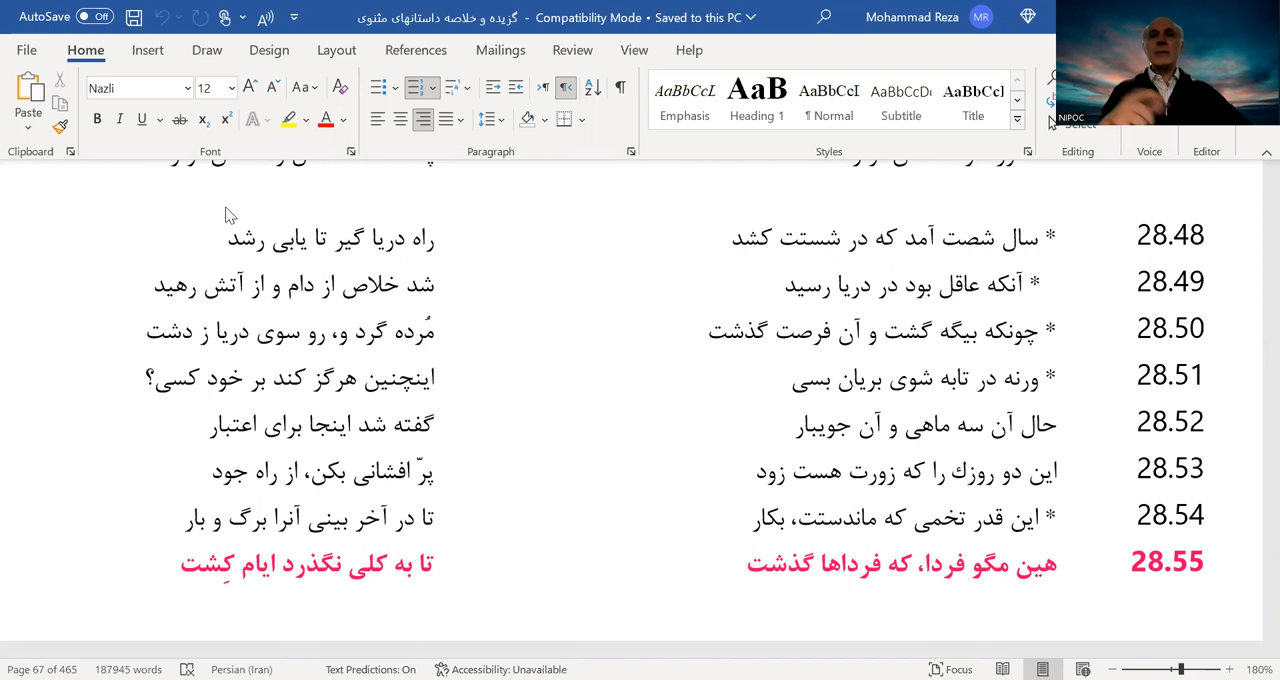 AutoSave Off گزیده و خلاصه داستانهای مثنوی - Compatibility Mode • Saved to this PC Mohammad Reza MR
File Home Insert Draw Design Layout References Mailings Review View Help
Paste Nazli 12 Aa AaBbCcL AaB AaBbCcI AaBbCcD AaBbCcI
B I U ab x₂ x² A A Emphasis Heading 1 ¶ Normal Subtitle Title Select NIPOC
Clipboard Font Paragraph Styles Editing Voice Editor
28.48 * سال شصت آمد که در شستت کشد راه دریا گیر تا یابی رشد
28.49 * آنکه عاقل بود در دریا رسید شد خلاص از دام و از آتش رهید
28.50 * چونکه بیگه گشت و آن فرصت گذشت مُرده گرد و، رو سوی دریا ز دشت
28.51 * ورنه در تابه شوی بریان بسی اینچنین هرگز کند بر خود کسی؟
28.52 حال آن سه ماهی و آن جویبار گفته شد اینجا برای اعتبار
28.53 این دو روزك را که زورت هست زود پرّ افشانی بکن، از راه جود
28.54 * این قدر تخمی که ماندستت، بکار تا در آخر بینی آنرا برگ و بار
28.55 هین مگو فردا، که فرداها گذشت تا به کلی نگذرد ایام کِشت
Page 67 of 465 187945 words Persian (Iran) Text Predictions: On Accessibility: Unavailable Focus 180%